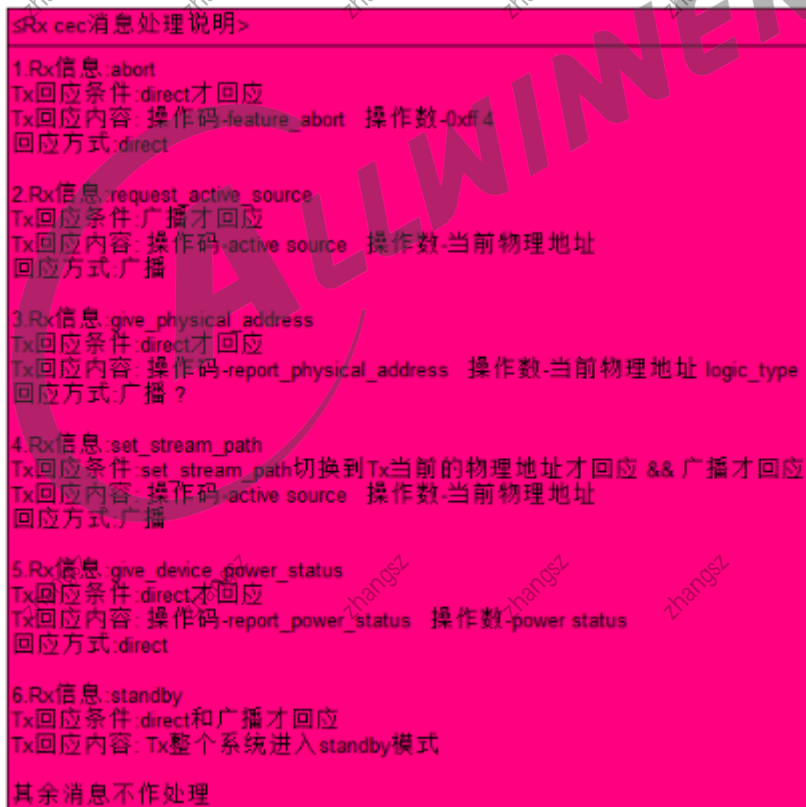 <Rx cec消息处理说明>
1.Rx信息:abort
Tx回应条件:direct才回应
Tx回应内容: 操作码-feature_abort 操作数-0xff 4
回应方式:direct
2.Rx信息:request_active_source
Tx回应条件:广播才回应
Tx回应内容: 操作码-active source 操作数-当前物理地址
回应方式:广播
3.Rx信息:give_physical_address
Tx回应条件:direct才回应
Tx回应内容: 操作码-report_physical_address 操作数-当前物理地址 logic_type
回应方式:广播 ?
4.Rx信息:set_stream_path
Tx回应条件:set_stream_path切换到Tx当前的物理地址才回应 && 广播才回应
Tx回应内容: 操作码-active source 操作数-当前物理地址
回应方式:广播
5.Rx信息:give_device_power_status
Tx回应条件:direct才回应
Tx回应内容: 操作码-report_power_status 操作数-power status
回应方式:direct
6.Rx信息:standby
Tx回应条件:direct和广播才回应
Tx回应内容: Tx整个系统进入standby模式
其余消息不作处理
ALLWINNER
zhangsz
zhangsz
zhangsz